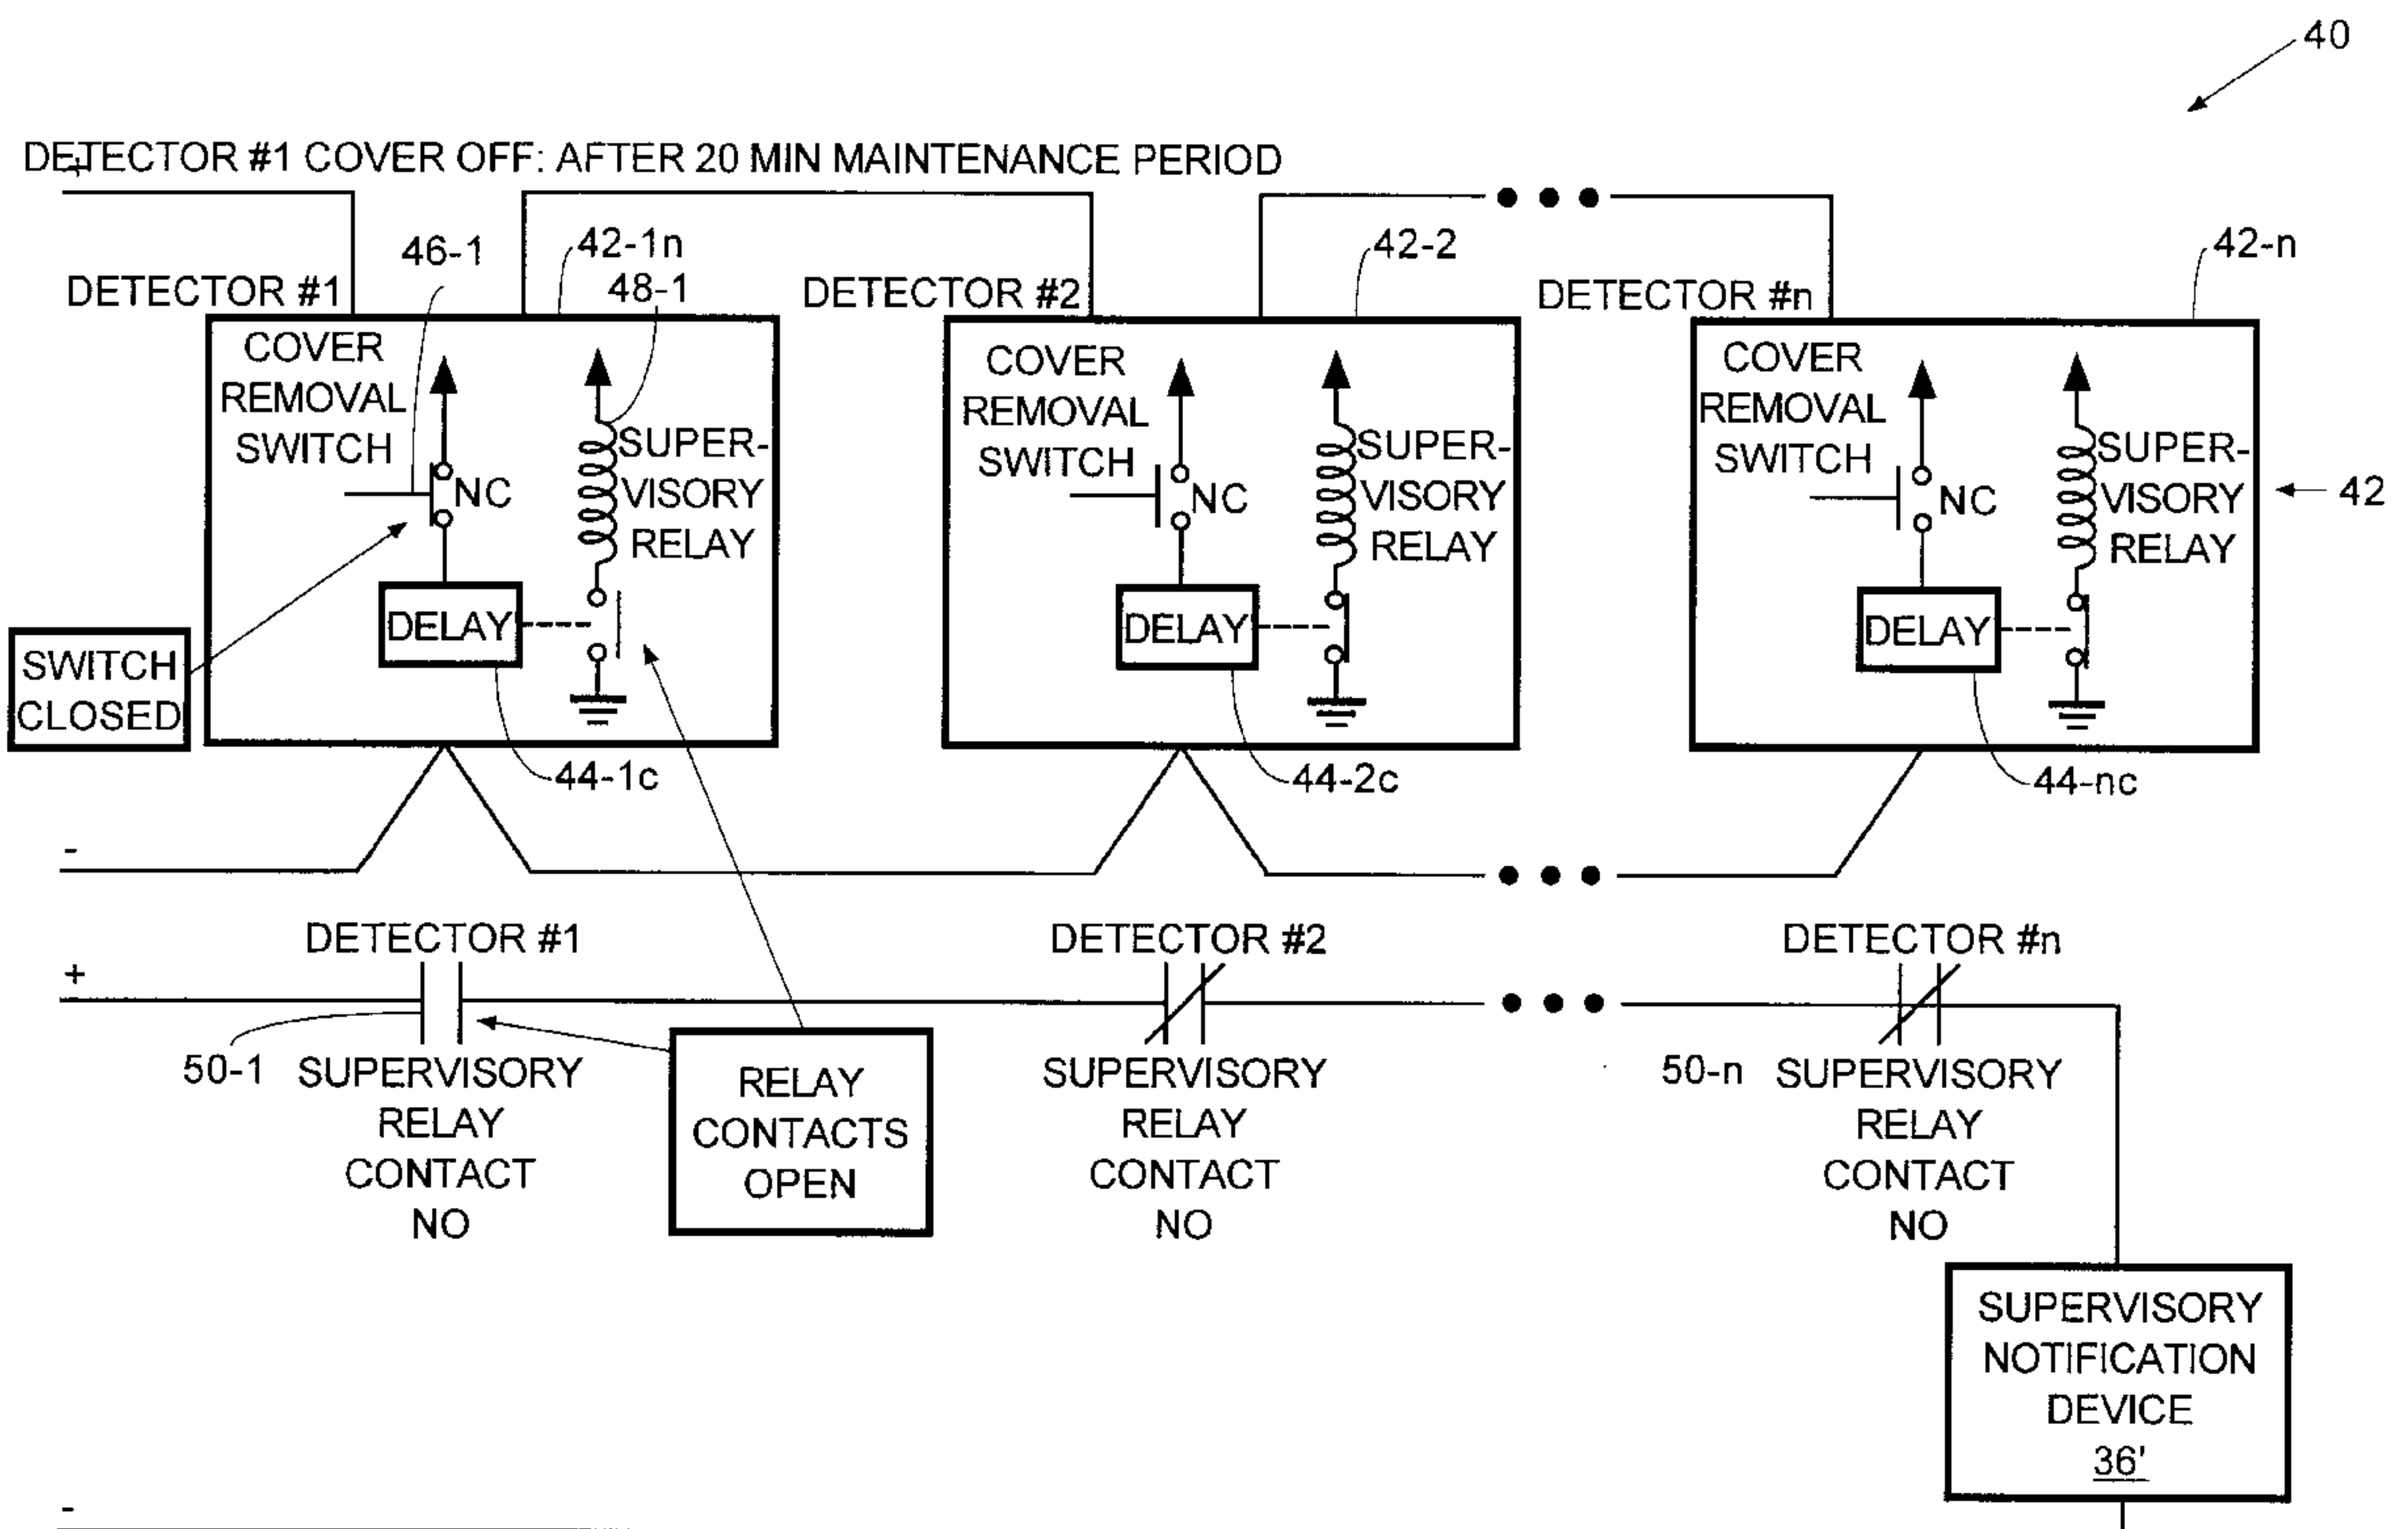 40
DETECTOR #1 COVER OFF: AFTER 20 MIN MAINTENANCE PERIOD
+
46-1
42-1n
48-1
42-2
42-n
DETECTOR #1
DETECTOR #2
DETECTOR #n
COVER
REMOVAL
SWITCH
NC
SUPER-
VISORY
RELAY
DELAY
COVER
REMOVAL
SWITCH
NC
SUPER-
VISORY
RELAY
DELAY
COVER
REMOVAL
SWITCH
NC
SUPER-
VISORY
RELAY
DELAY
42
SWITCH
CLOSED
44-1c
44-2c
44-nc
-
DETECTOR #1
DETECTOR #2
DETECTOR #n
+
50-1
SUPERVISORY
RELAY
CONTACT
NO
RELAY
CONTACTS
OPEN
SUPERVISORY
RELAY
CONTACT
NO
50-n
SUPERVISORY
RELAY
CONTACT
NO
SUPERVISORY
NOTIFICATION
DEVICE
36'
-